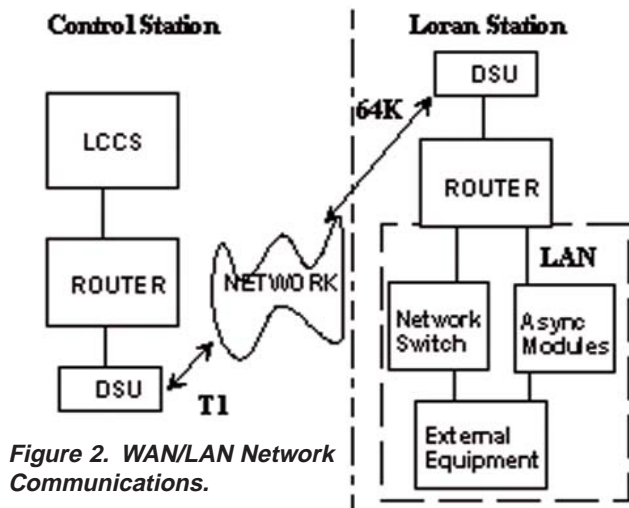 Control Station
LCCS
ROUTER
DSU
T1
NETWORK
64K
Loran Station
DSU
ROUTER
LAN
Network
Switch
Async
Modules
External
Equipment
Figure 2. WAN/LAN Network
Communications.